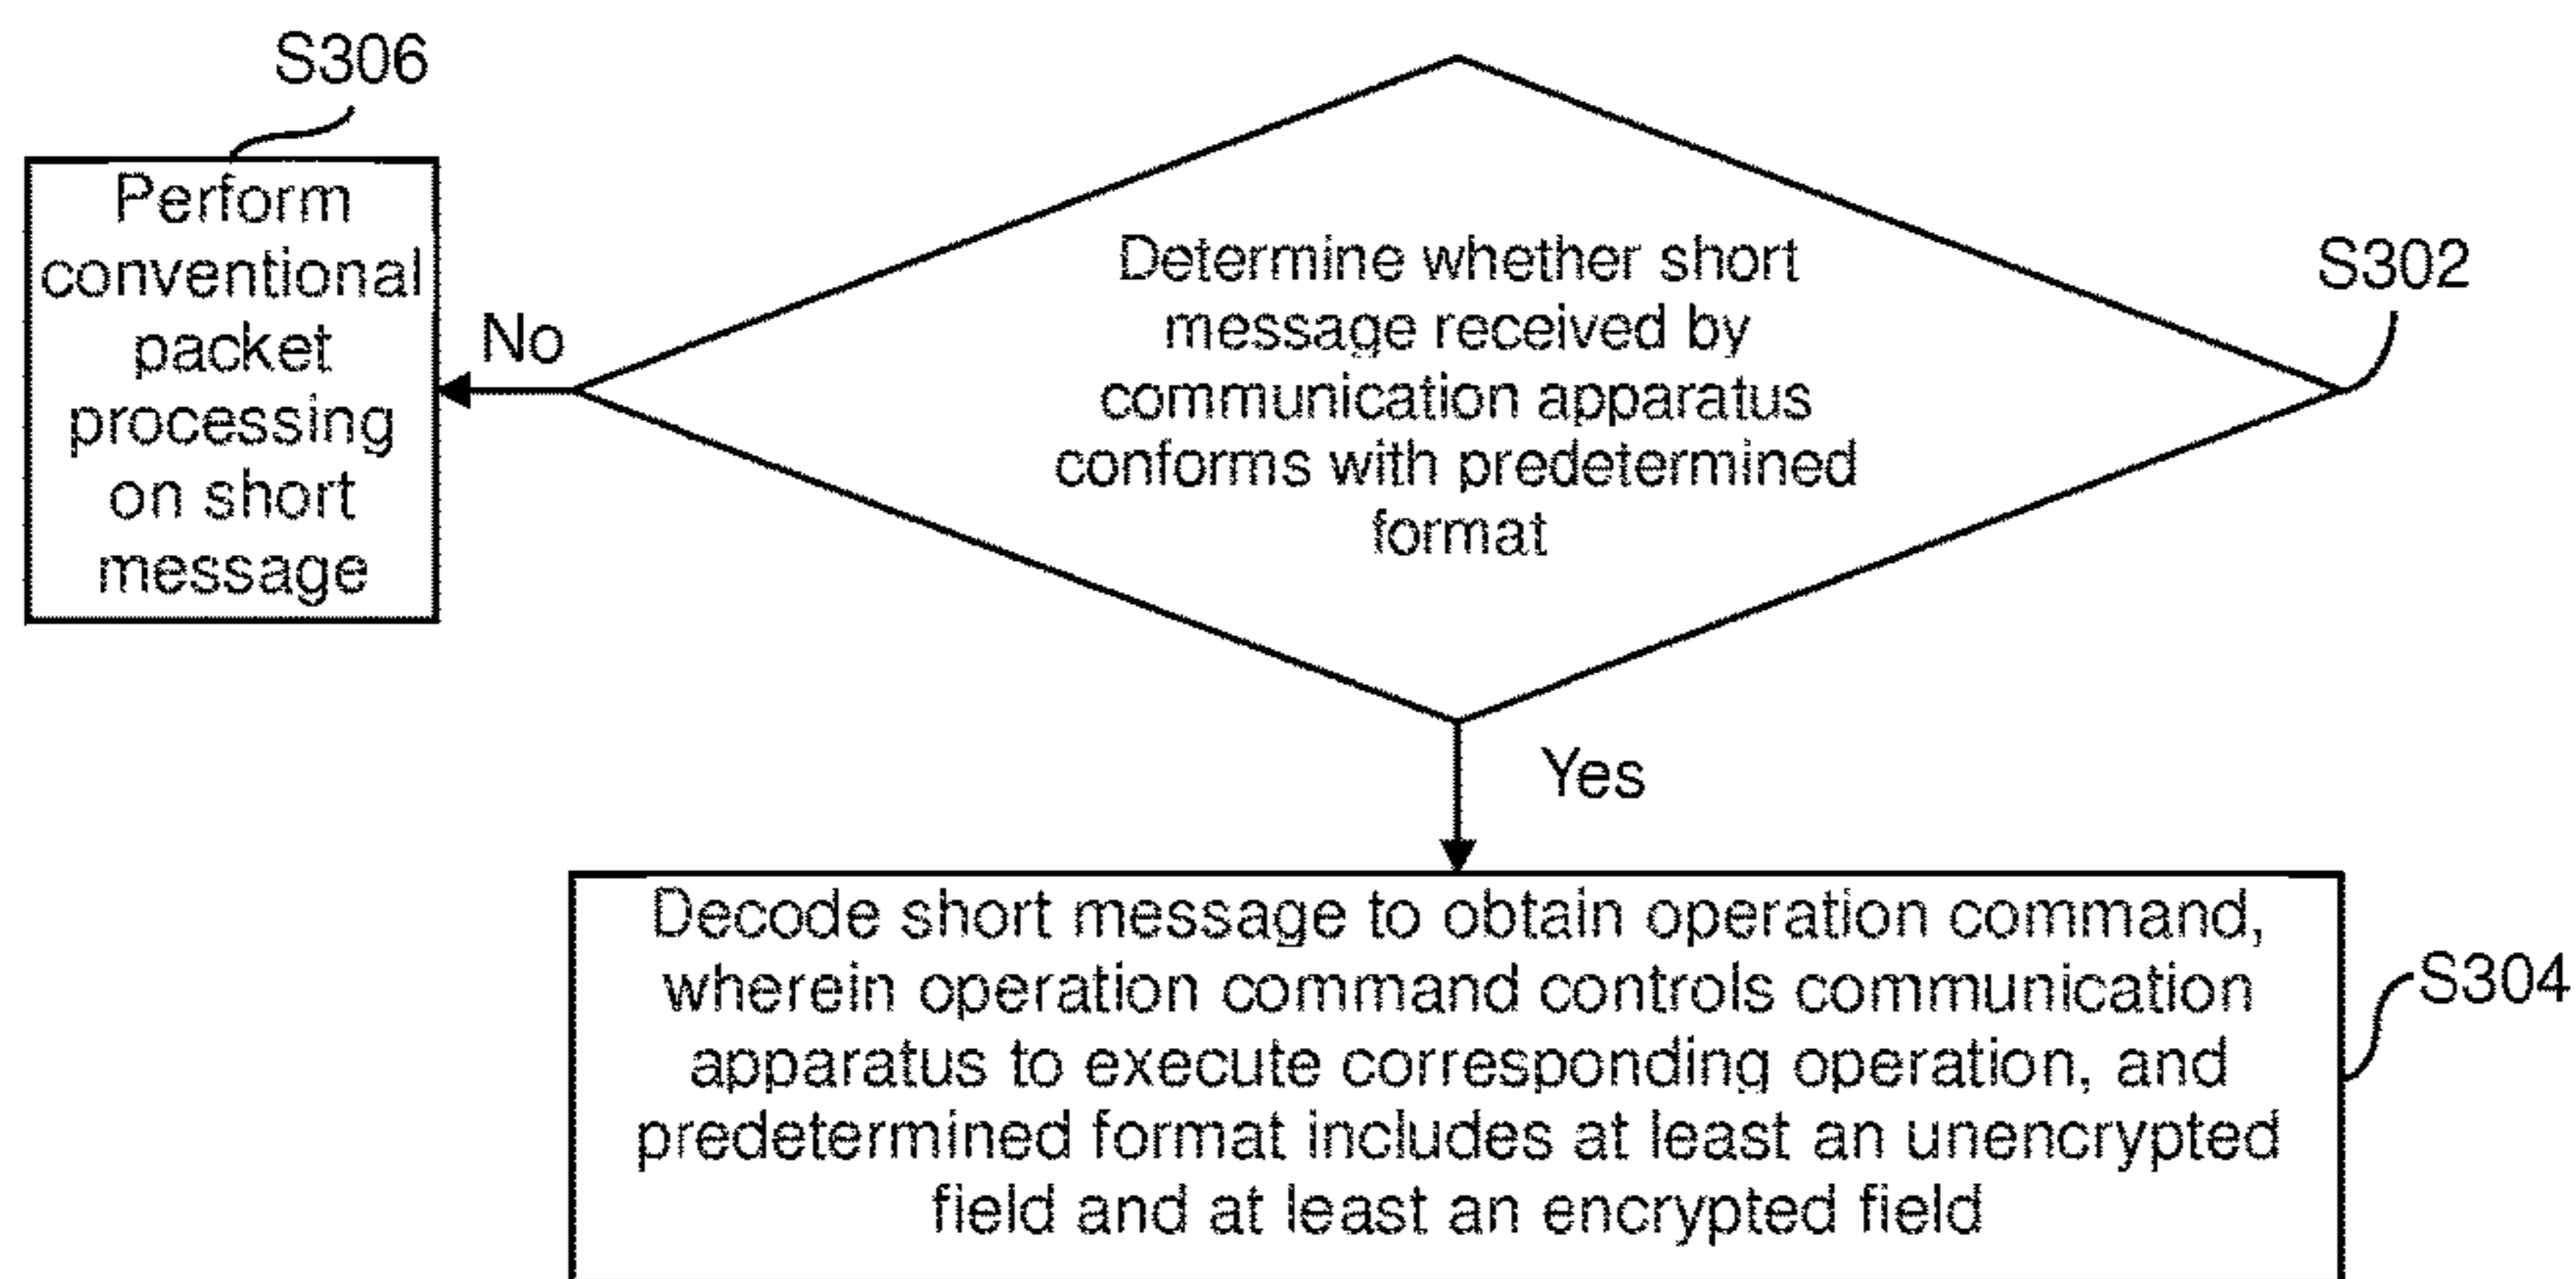 S306
Perform
conventional
packet
processing
on short
message
No
Determine whether short
message received by
communication apparatus
conforms with predetermined
format
S302
Yes
Decode short message to obtain operation command,
wherein operation command controls communication
apparatus to execute corresponding operation, and
predetermined format includes at least an unencrypted
field and at least an encrypted field
S304